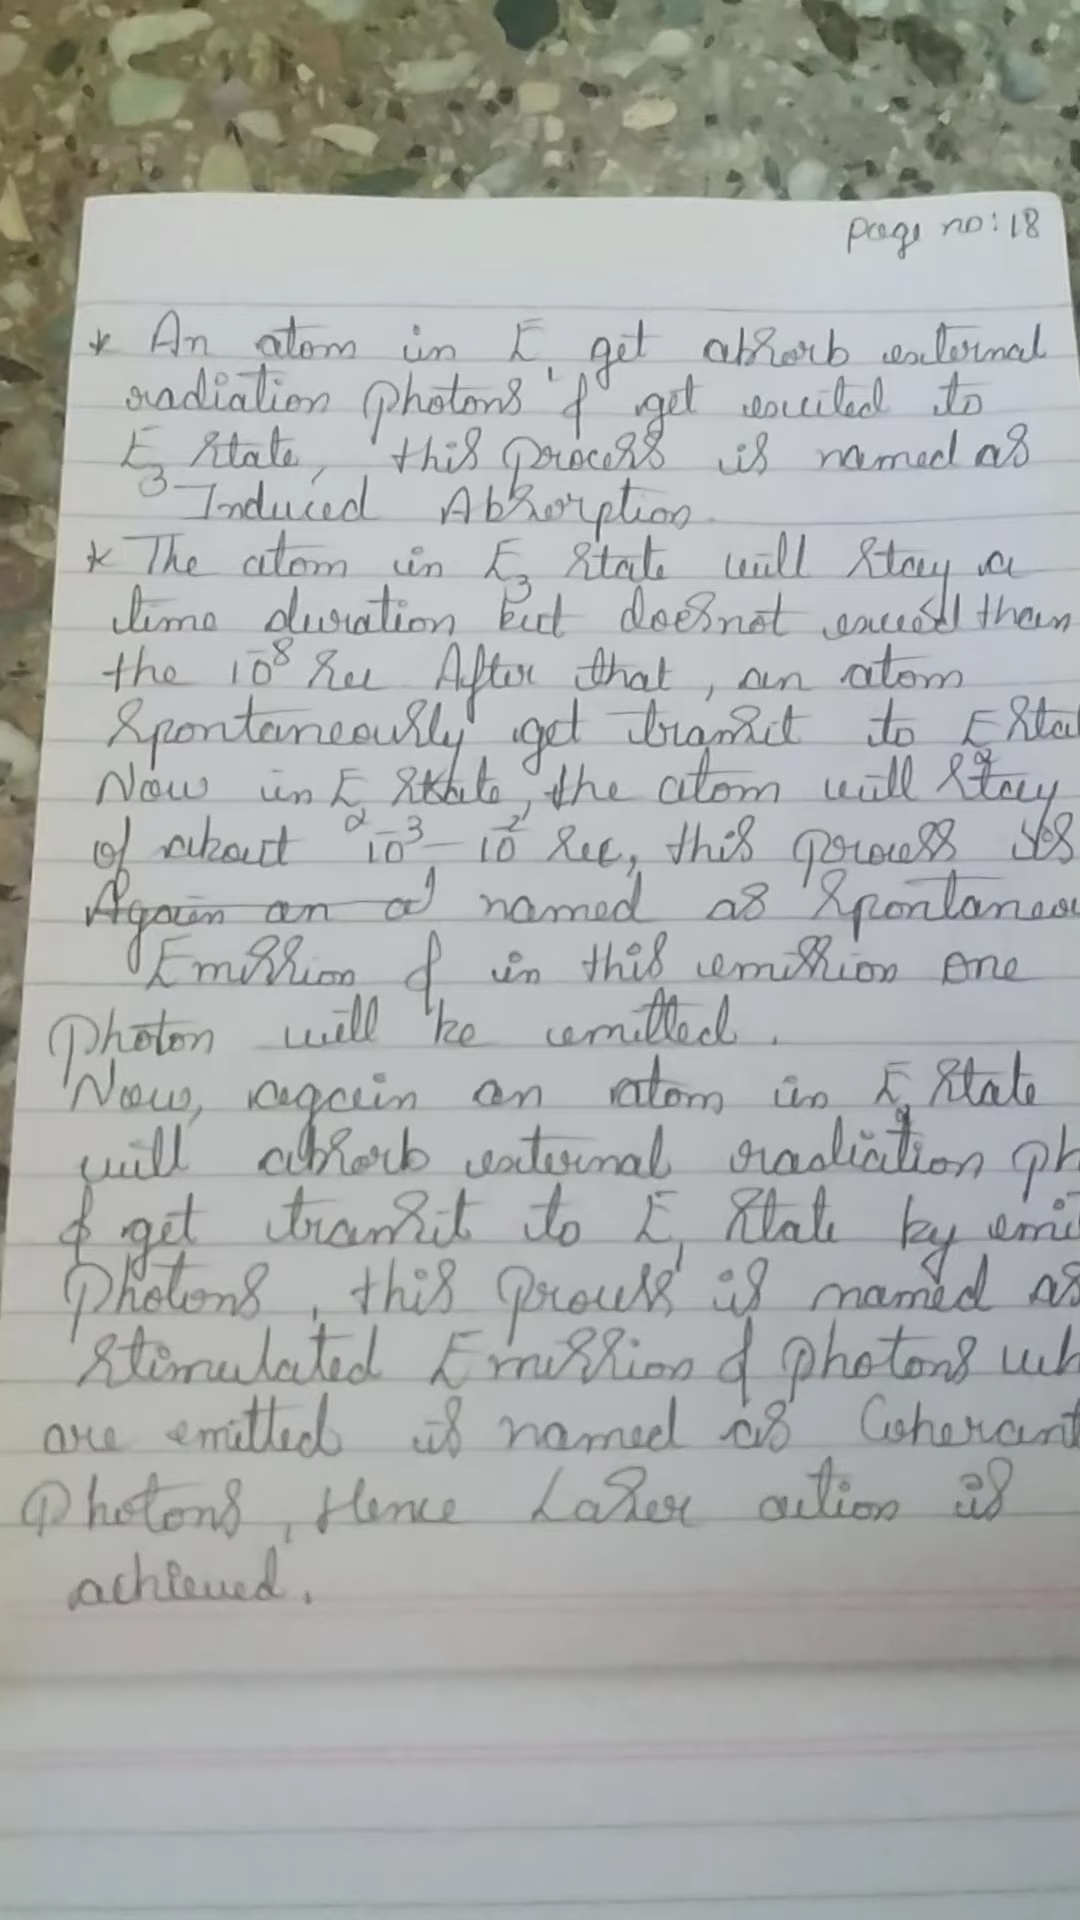 page no: 18
* An atom in E₁ get absorb external
radiation photons & get excited to
E₃ state, this process is named as
Induced Absorption.
* The atom in E₃ state will stay a
time duration but doesnot exceed than
the 10⁻⁸ sec After that, an atom
spontaneously get transit to E₂ Sta
Now in E₂ state, the atom will stay
of about 10⁻³ - 10⁻² sec, this process is
Again an a named as Spontaneou
Emission & in this emission one
photon will be emitted.
Now, again an atom in E₂ state
will absorb external radiation ph
& get transit to E₁ state by emi
photons, this process is named as
stimulated Emission & photons wh
are emitted is named as Coherant
photons, Hence Laser action is
achieved.